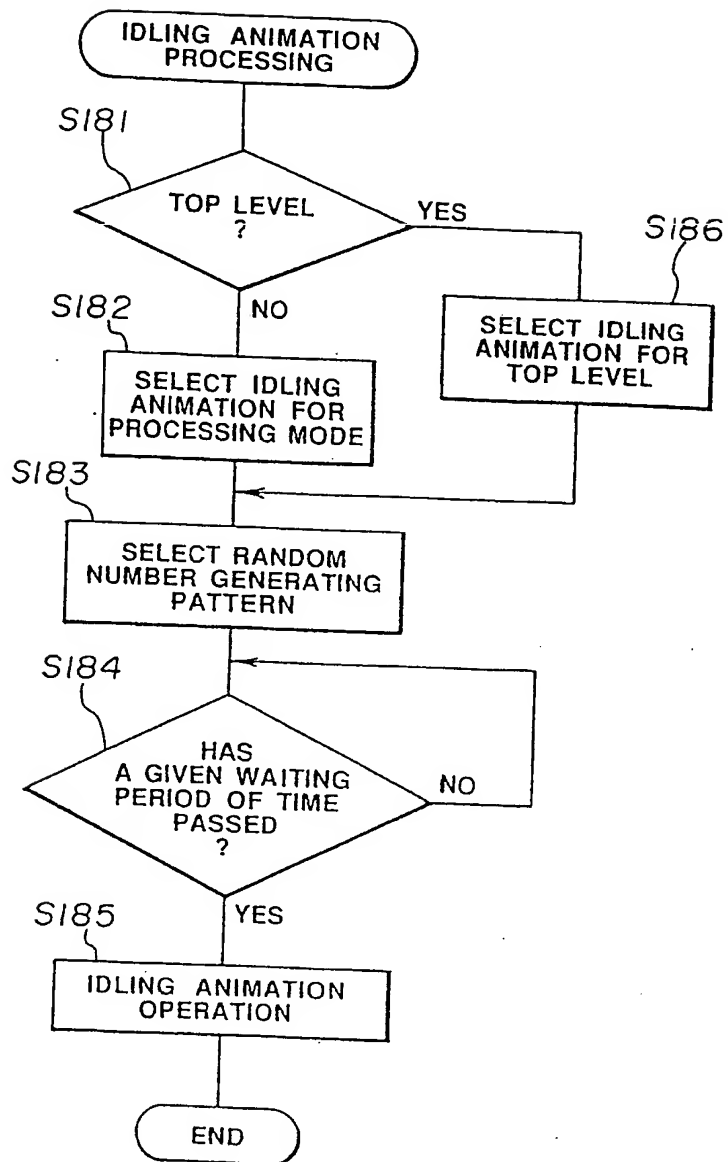 IDLING ANIMATION
PROCESSING
S181
TOP LEVEL
?
YES
S186
SELECT IDLING
ANIMATION FOR
TOP LEVEL
NO
S182
SELECT IDLING
ANIMATION FOR
PROCESSING MODE
S183
SELECT RANDOM
NUMBER GENERATING
PATTERN
S184
HAS
A GIVEN WAITING
PERIOD OF TIME
PASSED
?
NO
YES
S185
IDLING ANIMATION
OPERATION
END